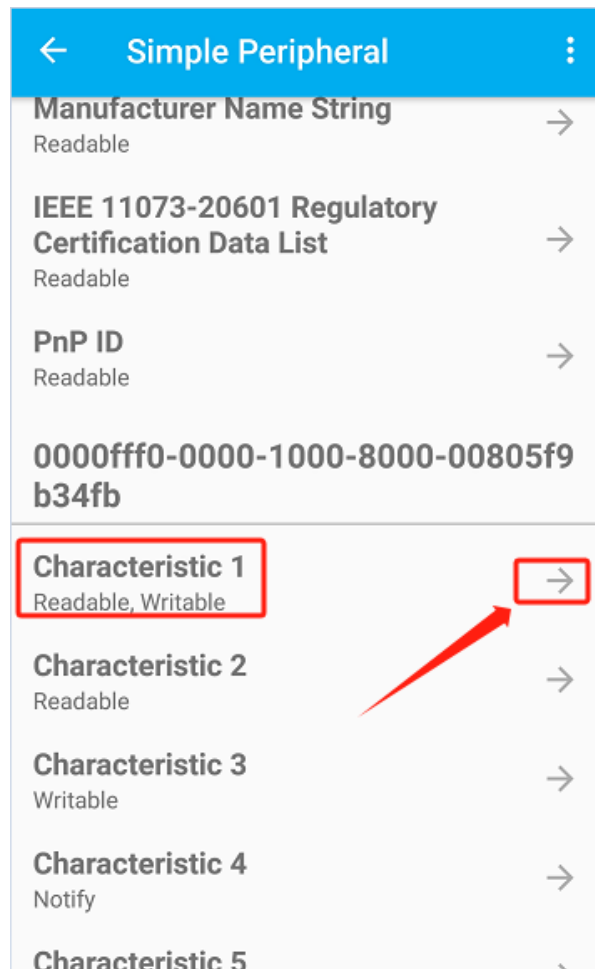 Simple Peripheral
Manufacturer Name String
Readable
IEEE 11073-20601 Regulatory
Certification Data List
Readable
PnP ID
Readable
0000fff0-0000-1000-8000-00805f9
b34fb
Characteristic 1
Readable, Writable
Characteristic 2
Readable
Characteristic 3
Writable
Characteristic 4
Notify
Characteristic 5